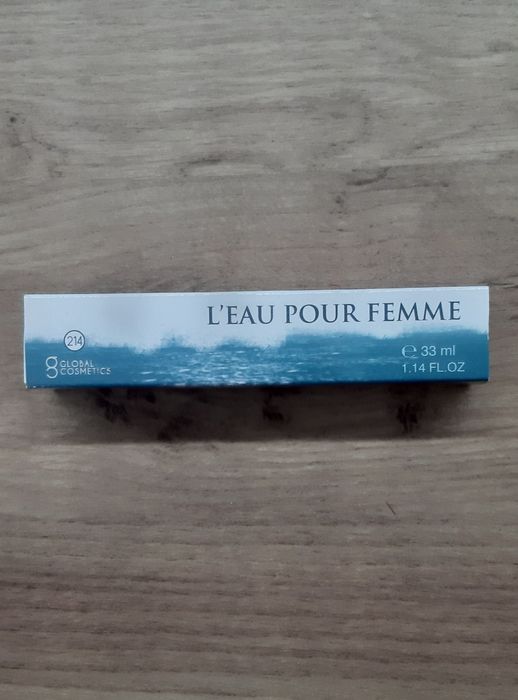 L'EAU POUR FEMME
214
GLOBAL
COSMETICS
℮ 33 ml
1.14 FL.OZ